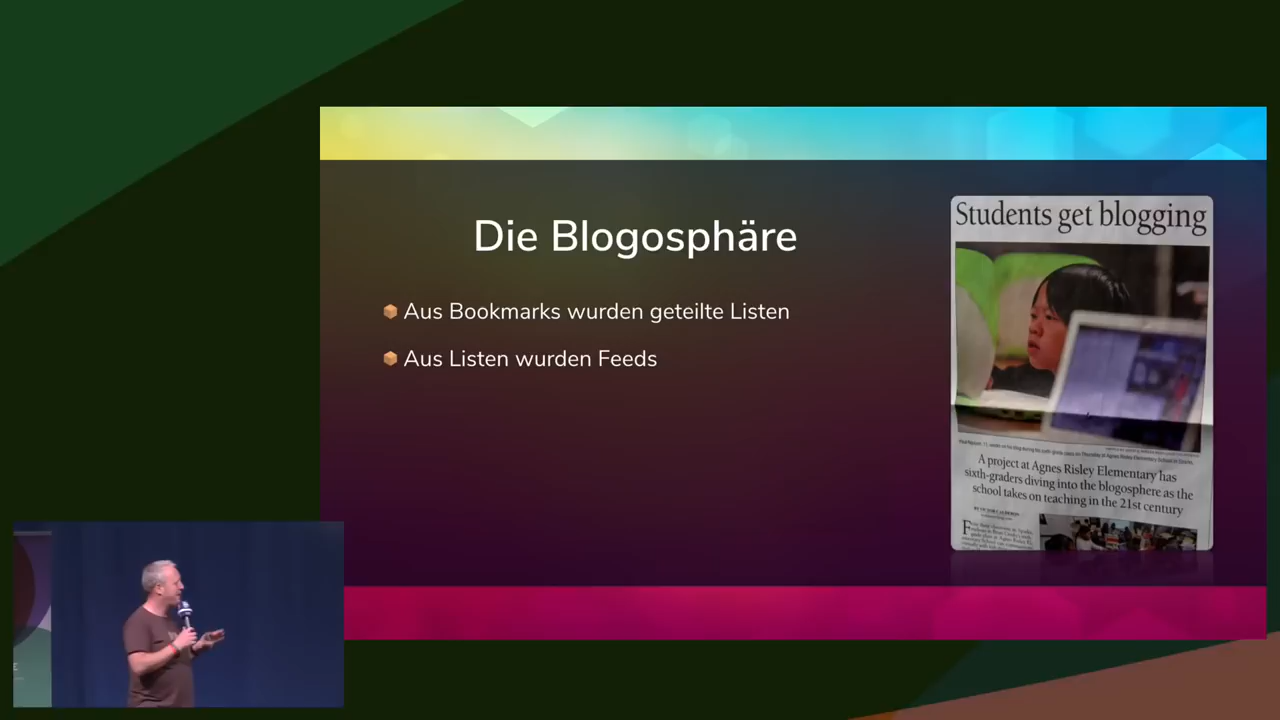 Die Blogosphäre
Aus Bookmarks wurden geteilte Listen
Aus Listen wurden Feeds
Students get blogging
A project at Agnes Risley Elementary has
sixth-graders diving into the blogosphere as the
school takes on teaching in the 21st century